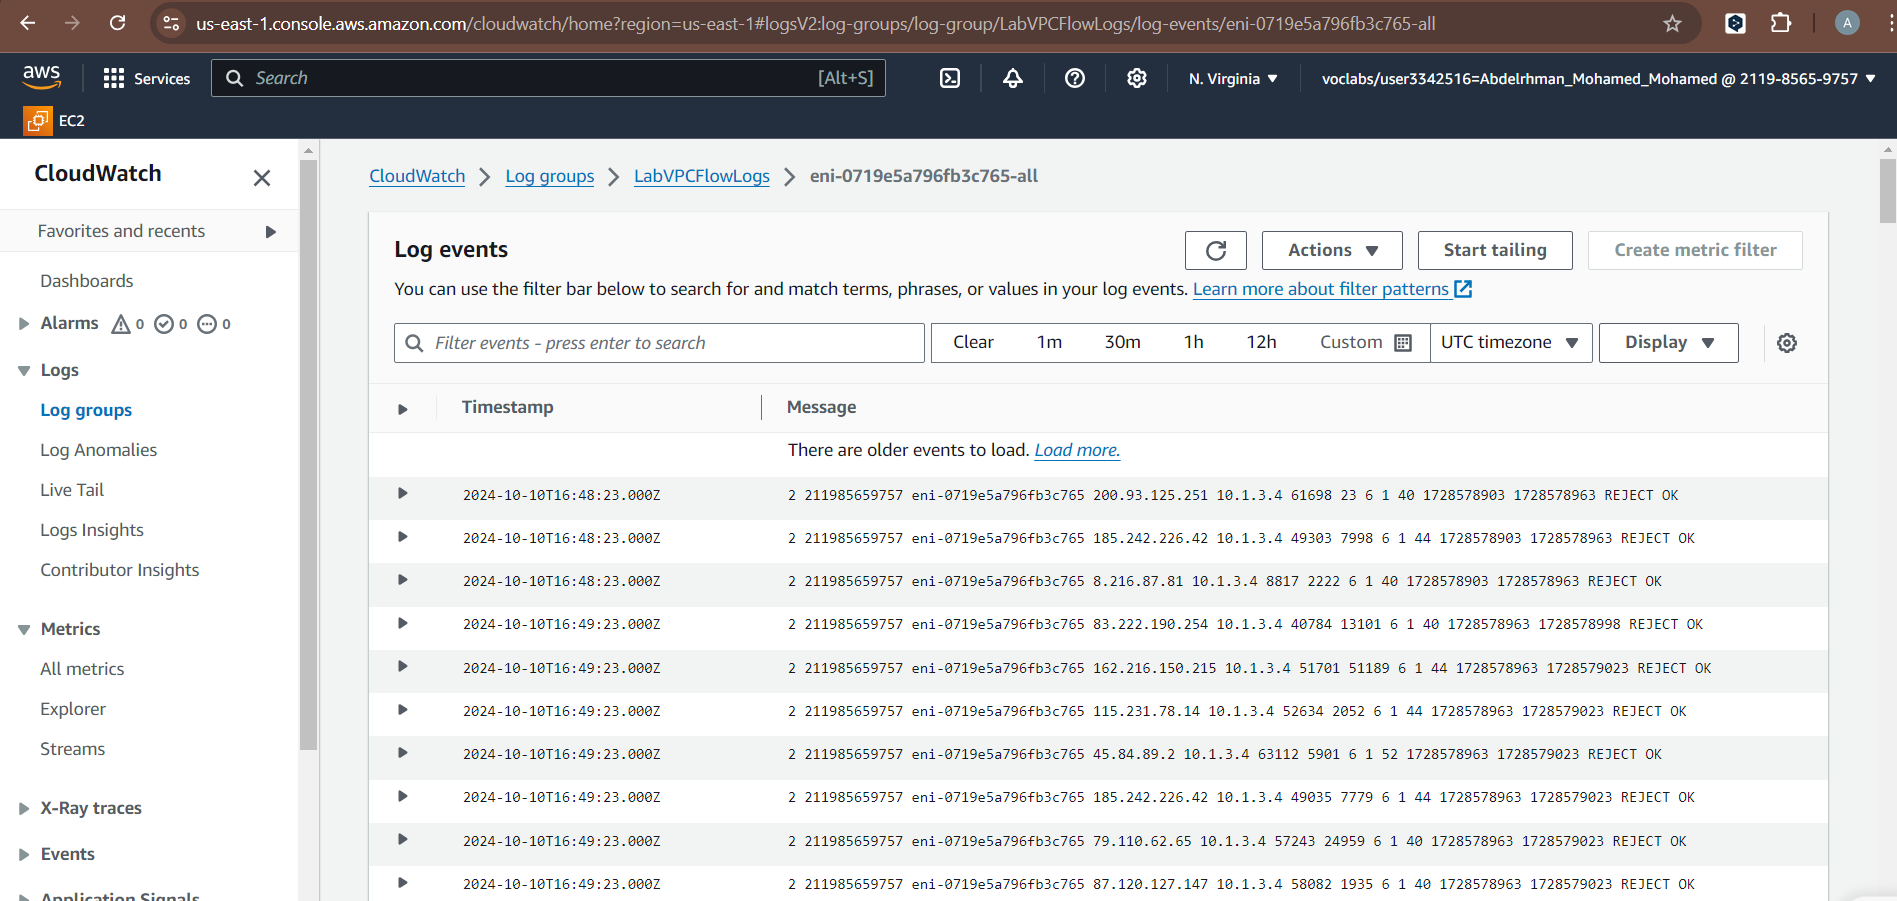 us-east-1.console.aws.amazon.com/cloudwatch/home?region=us-east-1#logsV2:log-groups/log-group/LabVPCFlowLogs/log-events/eni-0719e5a796fb3c765-all
A
aws
Services
Search
[Alt+S]
N. Virginia
voclabs/user3342516=Abdelrhman_Mohamed_Mohamed @ 2119-8565-9757
EC2
CloudWatch
Favorites and recents
Dashboards
Alarms 0 0 0
Logs
Log groups
Log Anomalies
Live Tail
Logs Insights
Contributor Insights
Metrics
All metrics
Explorer
Streams
X-Ray traces
Events
Application Signals
CloudWatch
Log groups
LabVPCFlowLogs
eni-0719e5a796fb3c765-all
Log events
Actions
Start tailing
Create metric filter
You can use the filter bar below to search for and match terms, phrases, or values in your log events. Learn more about filter patterns
Filter events - press enter to search
Clear 1m 30m 1h 12h Custom
UTC timezone
Display
Timestamp Message
There are older events to load. Load more.
2024-10-10T16:48:23.000Z 2 211985659757 eni-0719e5a796fb3c765 200.93.125.251 10.1.3.4 61698 23 6 1 40 1728578903 1728578963 REJECT OK
2024-10-10T16:48:23.000Z 2 211985659757 eni-0719e5a796fb3c765 185.242.226.42 10.1.3.4 49303 7998 6 1 44 1728578903 1728578963 REJECT OK
2024-10-10T16:48:23.000Z 2 211985659757 eni-0719e5a796fb3c765 8.216.87.81 10.1.3.4 8817 2222 6 1 40 1728578903 1728578963 REJECT OK
2024-10-10T16:49:23.000Z 2 211985659757 eni-0719e5a796fb3c765 83.222.190.254 10.1.3.4 40784 13101 6 1 40 1728578963 1728578998 REJECT OK
2024-10-10T16:49:23.000Z 2 211985659757 eni-0719e5a796fb3c765 162.216.150.215 10.1.3.4 51701 51189 6 1 44 1728578963 1728579023 REJECT OK
2024-10-10T16:49:23.000Z 2 211985659757 eni-0719e5a796fb3c765 115.231.78.14 10.1.3.4 52634 2052 6 1 44 1728578963 1728579023 REJECT OK
2024-10-10T16:49:23.000Z 2 211985659757 eni-0719e5a796fb3c765 45.84.89.2 10.1.3.4 63112 5901 6 1 52 1728578963 1728579023 REJECT OK
2024-10-10T16:49:23.000Z 2 211985659757 eni-0719e5a796fb3c765 185.242.226.42 10.1.3.4 49035 7779 6 1 44 1728578963 1728579023 REJECT OK
2024-10-10T16:49:23.000Z 2 211985659757 eni-0719e5a796fb3c765 79.110.62.65 10.1.3.4 57243 24959 6 1 40 1728578963 1728579023 REJECT OK
2024-10-10T16:49:23.000Z 2 211985659757 eni-0719e5a796fb3c765 87.120.127.147 10.1.3.4 58082 1935 6 1 40 1728578963 1728579023 REJECT OK